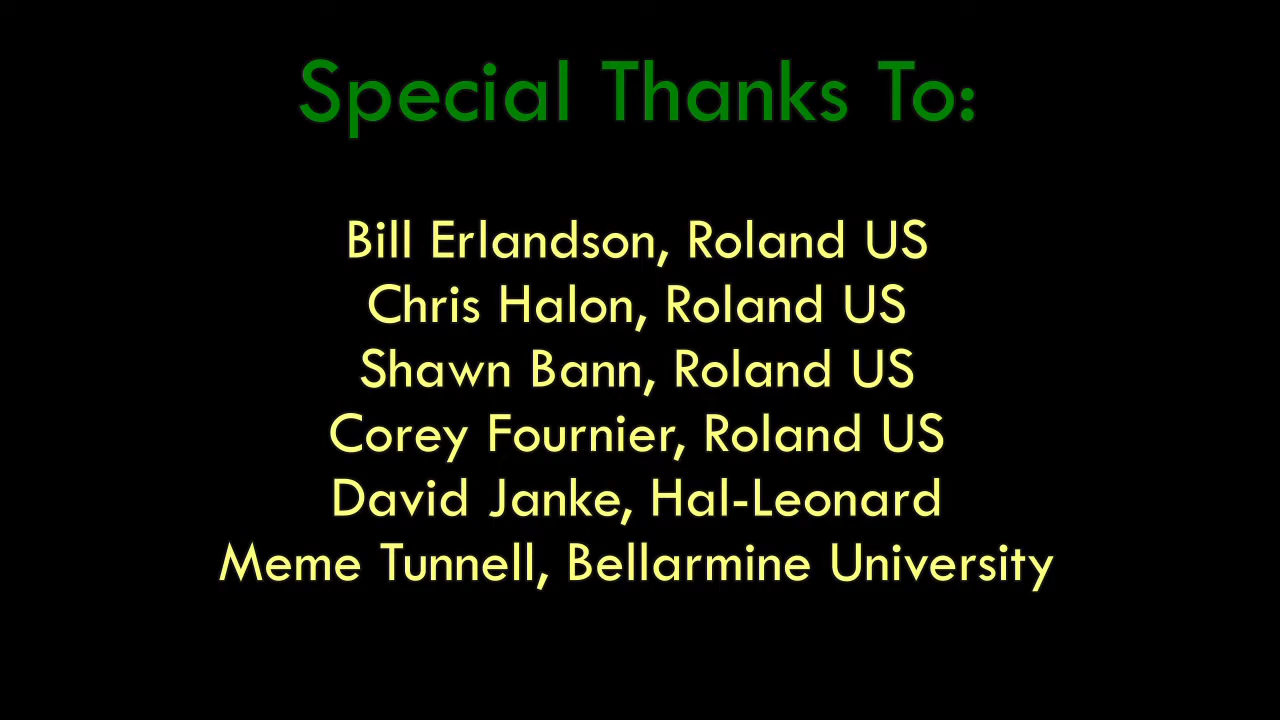 Special Thanks To:
Bill Erlandson, Roland US
Chris Halon, Roland US
Shawn Bann, Roland US
Corey Fournier, Roland US
David Janke, Hal-Leonard
Meme Tunnell, Bellarmine University